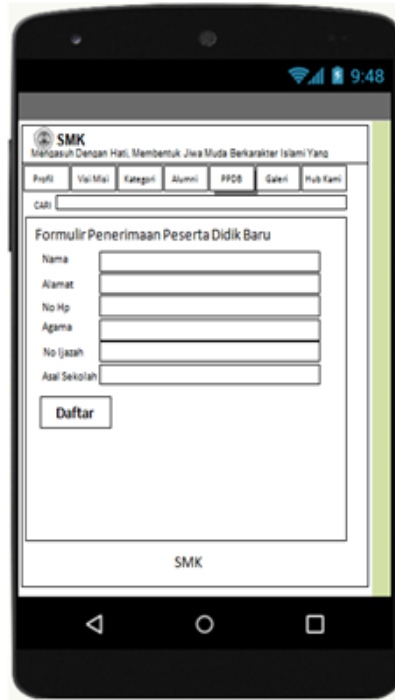 9:48
SMK
Mengasuh Dengan Hati, Membentuk Jiwa Muda Berkarakter Islami Yang
Profil Visi Misi Kategori Alumni PPDB Galeri Hub Kami
CARI
Formulir Penerimaan Peserta Didik Baru
Nama
Alamat
No Hp
Agama
No Ijazah
Asal Sekolah
Daftar
SMK